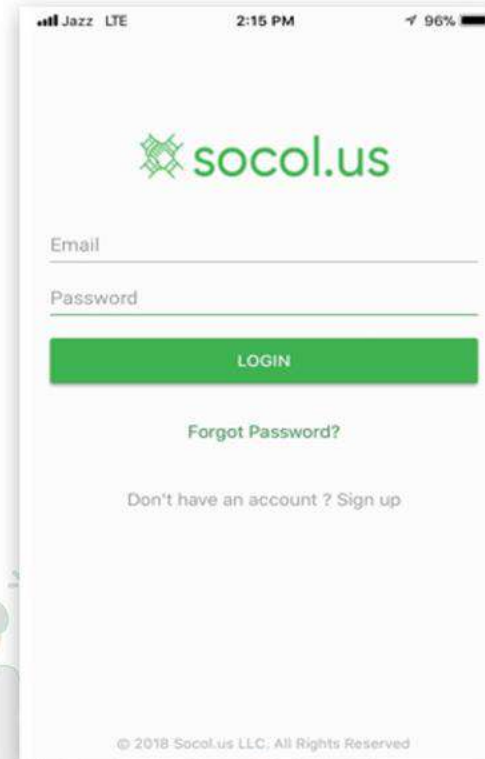 Jazz LTE 2:15 PM 96%
socol.us
Email
Password
LOGIN
Forgot Password?
Don't have an account ? Sign up
© 2018 Socol.us LLC. All Rights Reserved